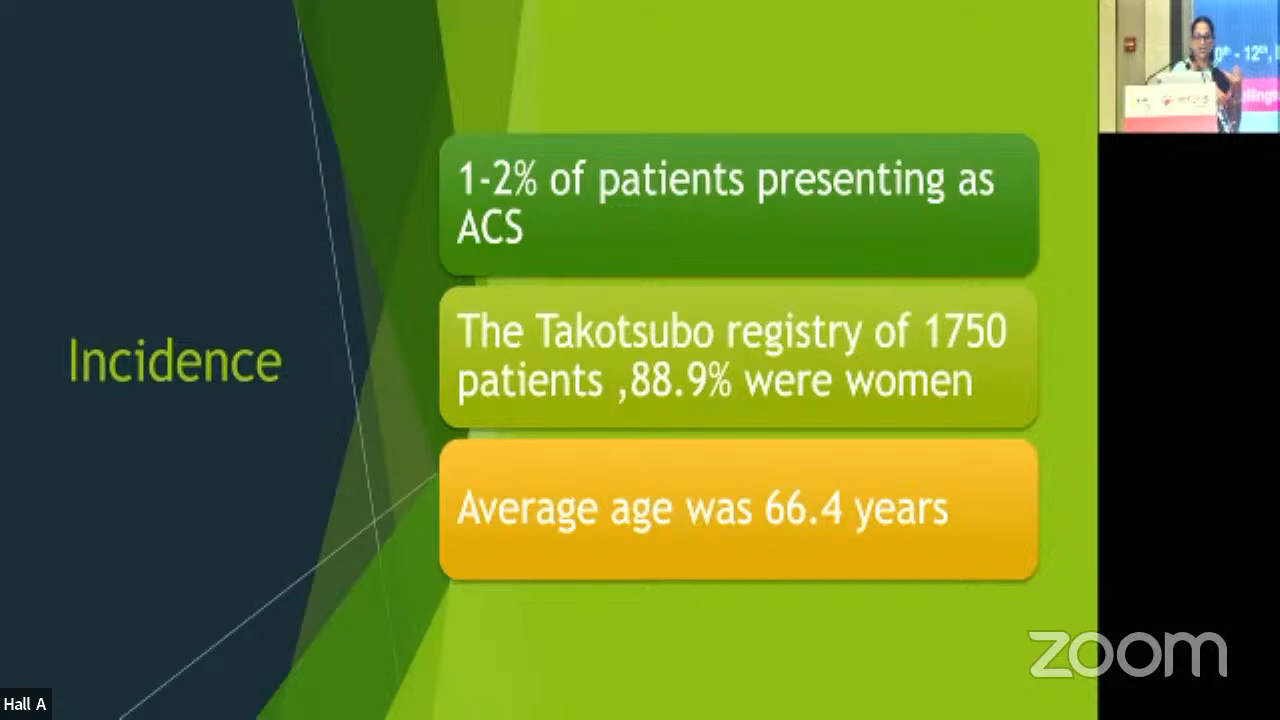 Incidence
1-2% of patients presenting as
ACS
The Takotsubo registry of 1750
patients ,88.9% were women
Average age was 66.4 years
- 12th,
zoom
Hall A